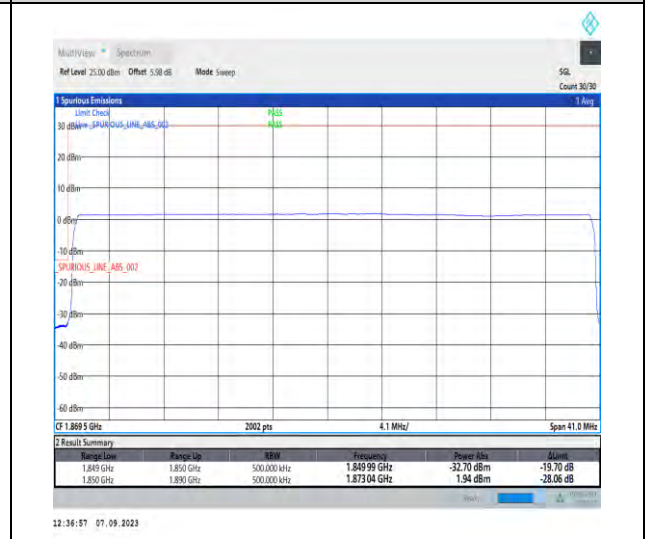 MultiView Spectrum
Ref Level 25.00 dBm Offset 5.98 dB Mode Sweep SGL
Count 30/30
1 Spurious Emissions 1 Avg
Limit Check PASS
30 dBm _SPURIOUS_LINE_ABS_002 PASS
20 dBm
10 dBm
0 dBm
-10 dBm
_SPURIOUS_LINE_ABS_002
-20 dBm
-30 dBm
-40 dBm
-50 dBm
-60 dBm
CF 1.869 5 GHz 2002 pts 4.1 MHz/ Span 41.0 MHz
2 Result Summary
Range Low Range Up RBW Frequency Power Abs ΔLimit
1.849 GHz 1.850 GHz 500.000 kHz 1.849 99 GHz -32.70 dBm -19.70 dB
1.850 GHz 1.890 GHz 500.000 kHz 1.873 04 GHz 1.94 dBm -28.06 dB
12:36:57 07.09.2023